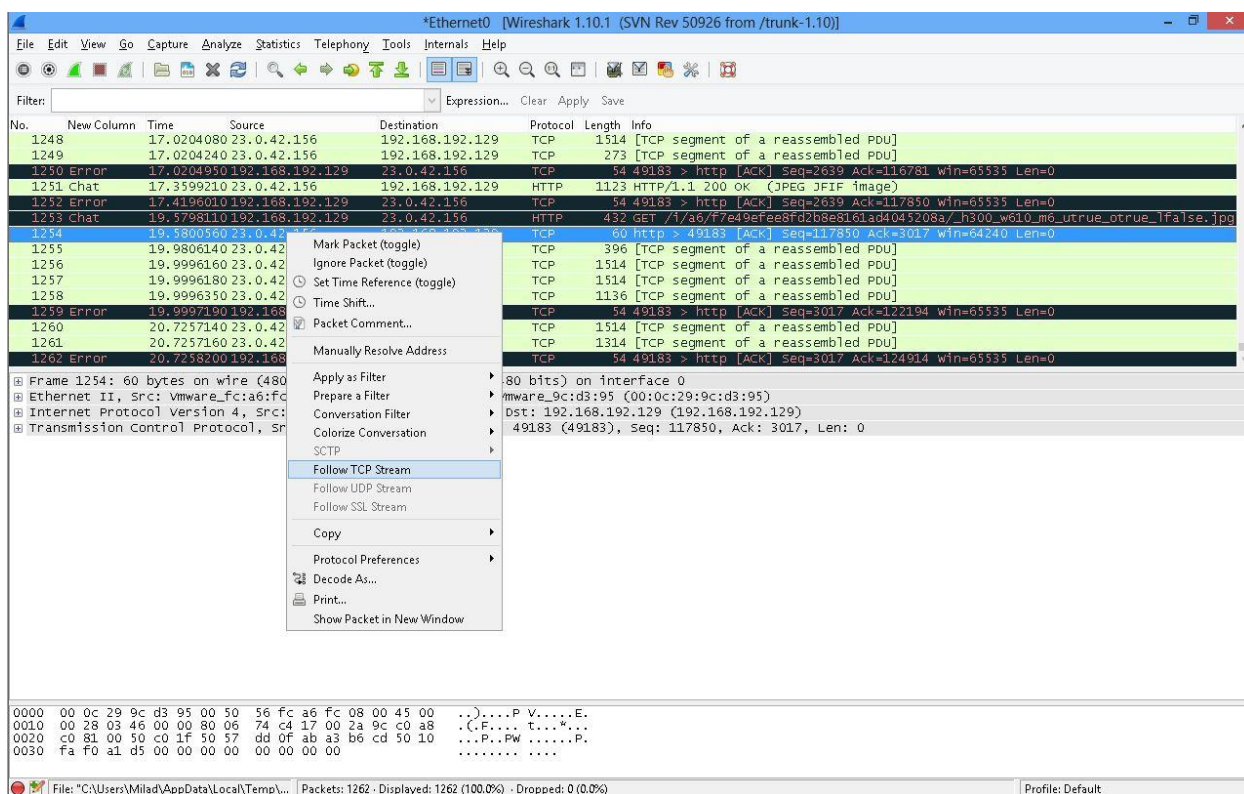 *Ethernet0 [Wireshark 1.10.1 (SVN Rev 50926 from /trunk-1.10)]
File Edit View Go Capture Analyze Statistics Telephony Tools Internals Help
Filter: Expression... Clear Apply Save
No. New Column Time Source Destination Protocol Length Info
1248 17.0204080 23.0.42.156 192.168.192.129 TCP 1514 [TCP segment of a reassembled PDU]
1249 17.0204240 23.0.42.156 192.168.192.129 TCP 273 [TCP segment of a reassembled PDU]
1250 Error 17.0204950 192.168.192.129 23.0.42.156 TCP 54 49183 > http [ACK] Seq=2639 Ack=116781 Win=65535 Len=0
1251 Chat 17.3599210 23.0.42.156 192.168.192.129 HTTP 1123 HTTP/1.1 200 OK (JPEG JFIF image)
1252 Error 17.4196010 192.168.192.129 23.0.42.156 TCP 54 49183 > http [ACK] Seq=2639 Ack=117850 Win=65535 Len=0
1253 Chat 19.5798110 192.168.192.129 23.0.42.156 HTTP 432 GET /i/a6/f7e49efee8fd2b8e8161ad4045208a/_h300_w610_m6_utrue_otrue_lfalse.jpg
1254 19.5800560 23.0.42.156 192.168.192.129 TCP 60 http > 49183 [ACK] Seq=117850 Ack=3017 Win=64240 Len=0
1255 19.9806140 23.0.42 TCP 396 [TCP segment of a reassembled PDU]
1256 19.9996160 23.0.42 TCP 1514 [TCP segment of a reassembled PDU]
1257 19.9996180 23.0.42 TCP 1514 [TCP segment of a reassembled PDU]
1258 19.9996350 23.0.42 TCP 1136 [TCP segment of a reassembled PDU]
1259 Error 19.9997190 192.168 TCP 54 49183 > http [ACK] Seq=3017 Ack=122194 Win=65535 Len=0
1260 20.7257140 23.0.42 TCP 1514 [TCP segment of a reassembled PDU]
1261 20.7257160 23.0.42 TCP 1314 [TCP segment of a reassembled PDU]
1262 Error 20.7258200 192.168 TCP 54 49183 > http [ACK] Seq=3017 Ack=124914 Win=65535 Len=0
Mark Packet (toggle)
Ignore Packet (toggle)
Set Time Reference (toggle)
Time Shift...
Packet Comment...
Manually Resolve Address
Apply as Filter
Prepare a Filter
Conversation Filter
Colorize Conversation
SCTP
Follow TCP Stream
Follow UDP Stream
Follow SSL Stream
Copy
Protocol Preferences
Decode As...
Print...
Show Packet in New Window
Frame 1254: 60 bytes on wire (480 80 bits) on interface 0
Ethernet II, Src: Vmware_fc:a6:fc mware_9c:d3:95 (00:0c:29:9c:d3:95)
Internet Protocol Version 4, Src: Dst: 192.168.192.129 (192.168.192.129)
Transmission Control Protocol, Sr 49183 (49183), Seq: 117850, Ack: 3017, Len: 0
0000 00 0c 29 9c d3 95 00 50 56 fc a6 fc 08 00 45 00 ..)....P V.....E.
0010 00 28 03 46 00 00 80 06 74 c4 17 00 2a 9c c0 a8 .(.F.... t...*...
0020 c0 81 00 50 c0 1f 50 57 dd 0f ab a3 b6 cd 50 10 ...P..PW ......P.
0030 fa f0 a1 d5 00 00 00 00 00 00 00 00 ........ ....
File: "C:\Users\Milad\AppData\Local\Temp\... Packets: 1262 · Displayed: 1262 (100.0%) · Dropped: 0 (0.0%) Profile: Default